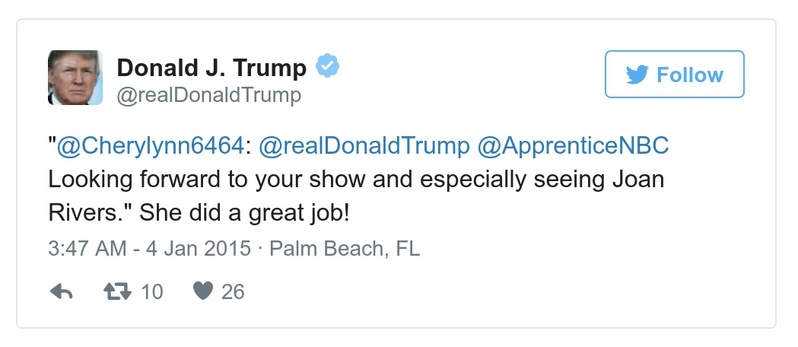 Donald J. Trump
@realDonaldTrump
Follow
"@Cherylynn6464: @realDonaldTrump @ApprenticeNBC
Looking forward to your show and especially seeing Joan
Rivers." She did a great job!
3:47 AM - 4 Jan 2015 · Palm Beach, FL
10 26